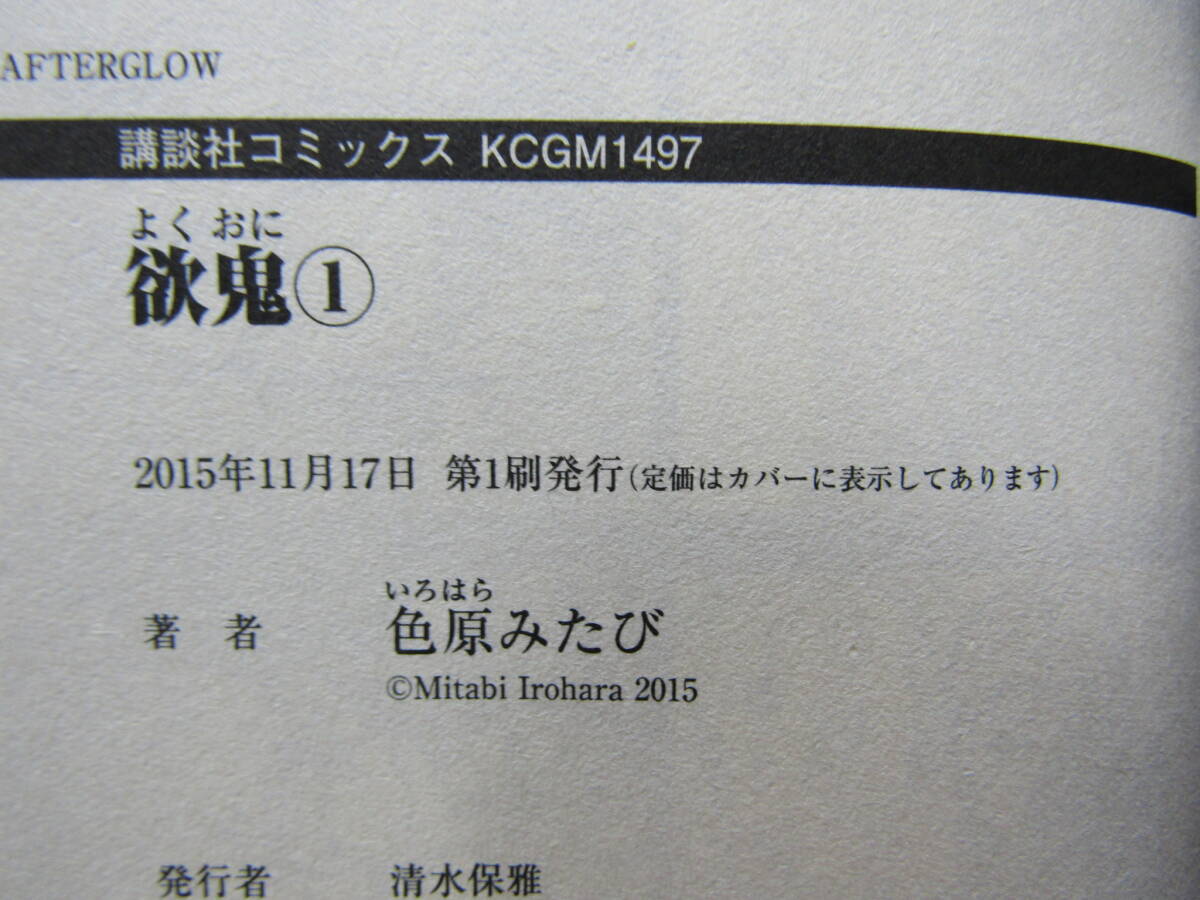 AFTERGLOW
講談社コミックス KCGM1497
よく おに
欲鬼①
2015年11月17日 第1刷発行(定価はカバーに表示してあります)
いろはら
著 者 色原みたび
©Mitabi Irohara 2015
発行者 清水保雅